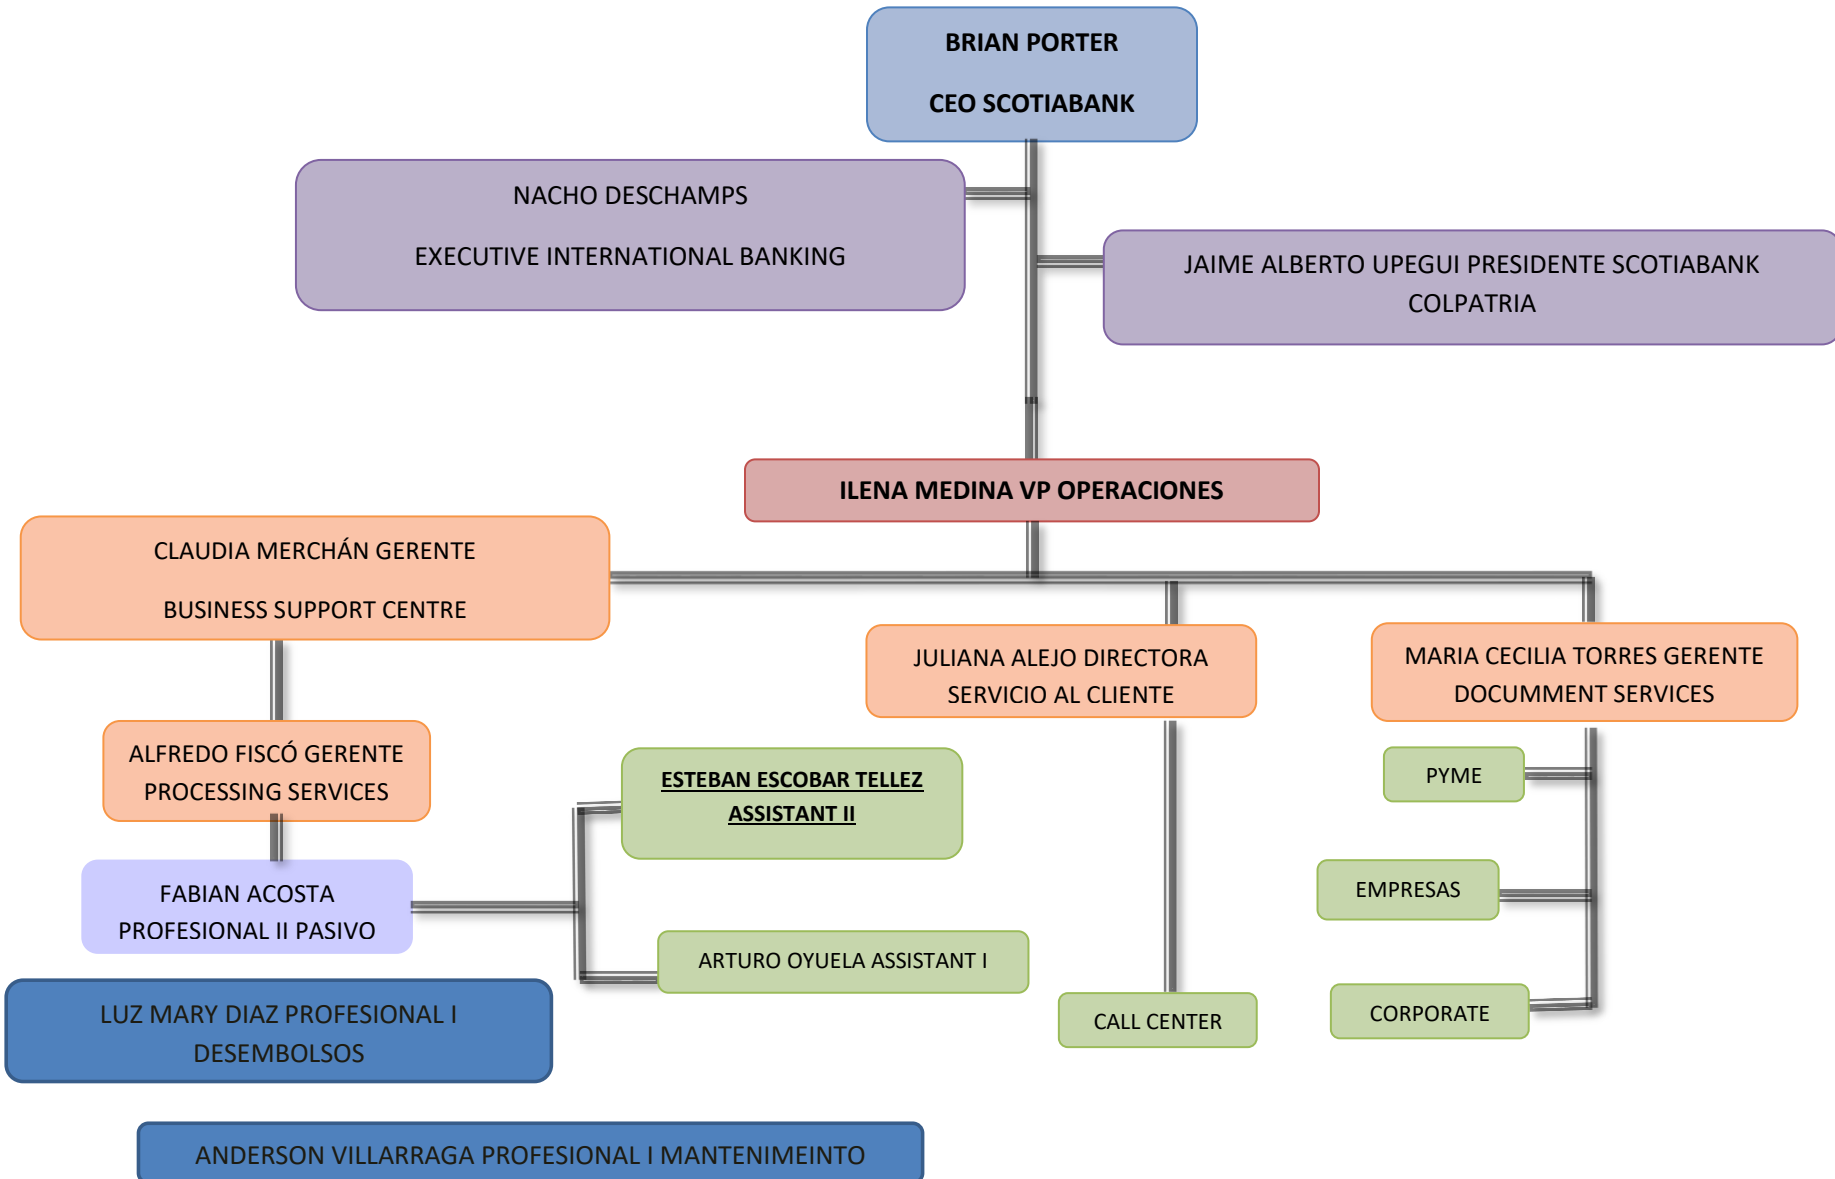 BRIAN PORTER
CEO SCOTIABANK
NACHO DESCHAMPS
EXECUTIVE INTERNATIONAL BANKING
JAIME ALBERTO UPEGUI PRESIDENTE SCOTIABANK
COLPATRIA
ILENA MEDINA VP OPERACIONES
CLAUDIA MERCHÁN GERENTE
BUSINESS SUPPORT CENTRE
JULIANA ALEJO DIRECTORA
SERVICIO AL CLIENTE
MARIA CECILIA TORRES GERENTE
DOCUMMENT SERVICES
ALFREDO FISCÓ GERENTE
PROCESSING SERVICES
ESTEBAN ESCOBAR TELLEZ
ASSISTANT II
PYME
FABIAN ACOSTA
PROFESIONAL II PASIVO
EMPRESAS
ARTURO OYUELA ASSISTANT I
CALL CENTER
CORPORATE
LUZ MARY DIAZ PROFESIONAL I
DESEMBOLSOS
ANDERSON VILLARRAGA PROFESIONAL I MANTENIMEINTO